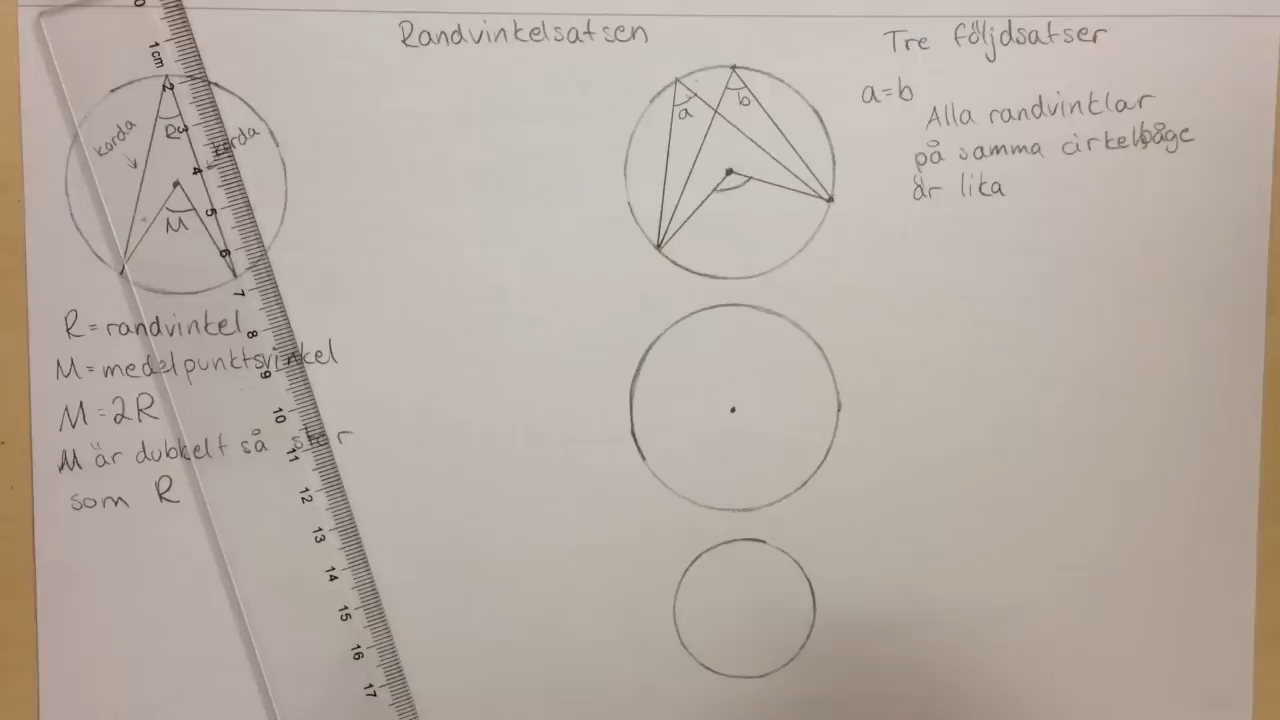 Randvinkelsatsen
Tre följdsatser
korda
R
korda
M
R=randvinkel
M=medelpunktsvinkel
M=2R
M är dubbelt så
som R
a
b
a=b
Alla randvinklar
på samma cirkelbåge
är lika
0
1cm
2
3
4
5
6
7
8
9
10
11
12
13
14
15
16
17